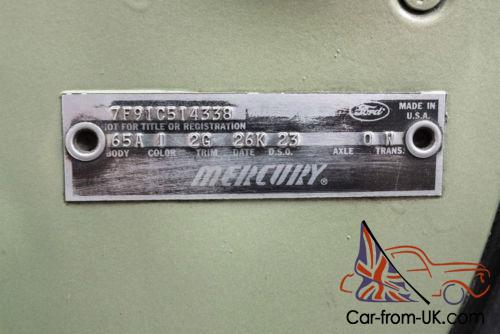 7F91C514338
Ford
MADE IN
U.S.A.
NOT FOR TITLE OR REGISTRATION
65A 1 2G 26K 23 0 W
BODY COLOR TRIM DATE D.S.O. AXLE TRANS.
MERCURY®
Car-from-UK.com